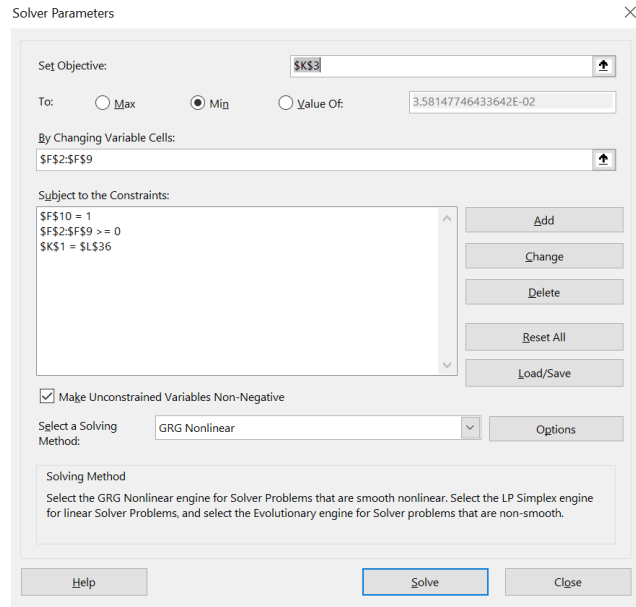 Solver Parameters
Set Objective: $K$3
To: Max Min Value Of: 3.58147746433642E-02
By Changing Variable Cells:
$F$2:$F$9
Subject to the Constraints:
$F$10 = 1
$F$2:$F$9 >= 0
$K$1 = $L$36
Add
Change
Delete
Reset All
Load/Save
Make Unconstrained Variables Non-Negative
Select a Solving
Method:
GRG Nonlinear
Options
Solving Method
Select the GRG Nonlinear engine for Solver Problems that are smooth nonlinear. Select the LP Simplex engine
for linear Solver Problems, and select the Evolutionary engine for Solver problems that are non-smooth.
Help Solve Close